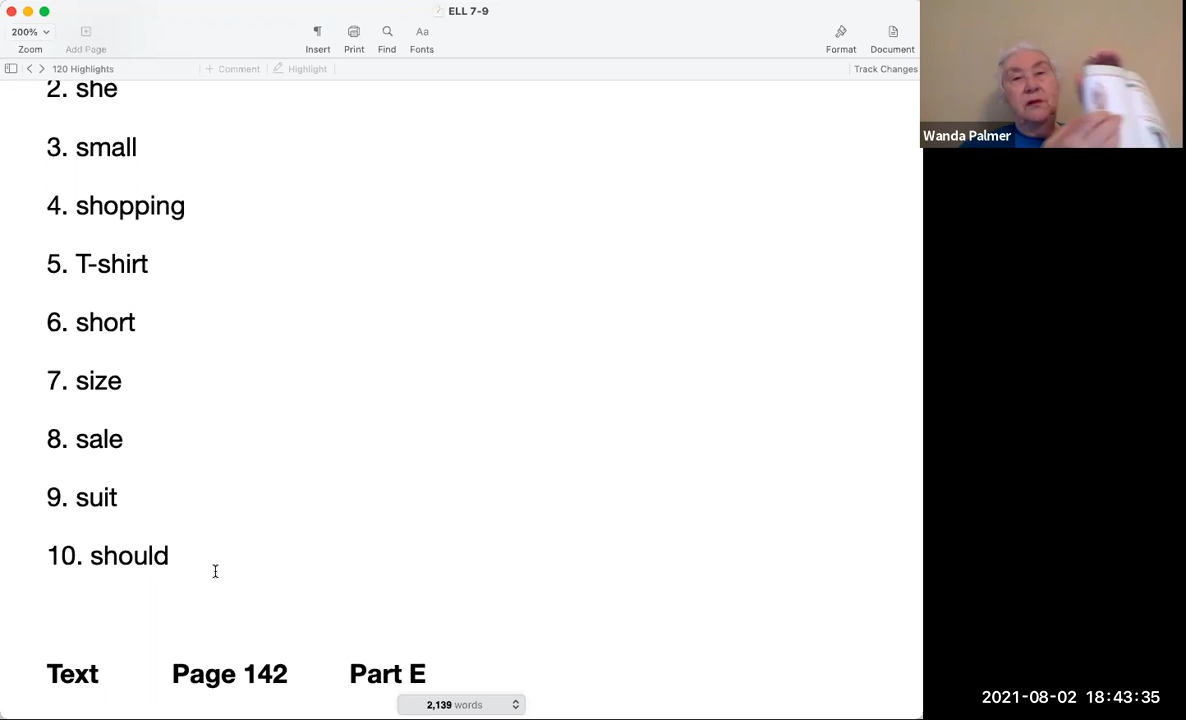 ELL 7-9
200%
Zoom
Add Page
Insert
Print
Find
Aa
Fonts
Format
Document
120 Highlights
+ Comment
Highlight
Track Changes
2. she
3. small
4. shopping
5. T-shirt
6. short
7. size
8. sale
9. suit
10. should
Text Page 142 Part E
2,139 words
Wanda Palmer
2021-08-02 18:43:35